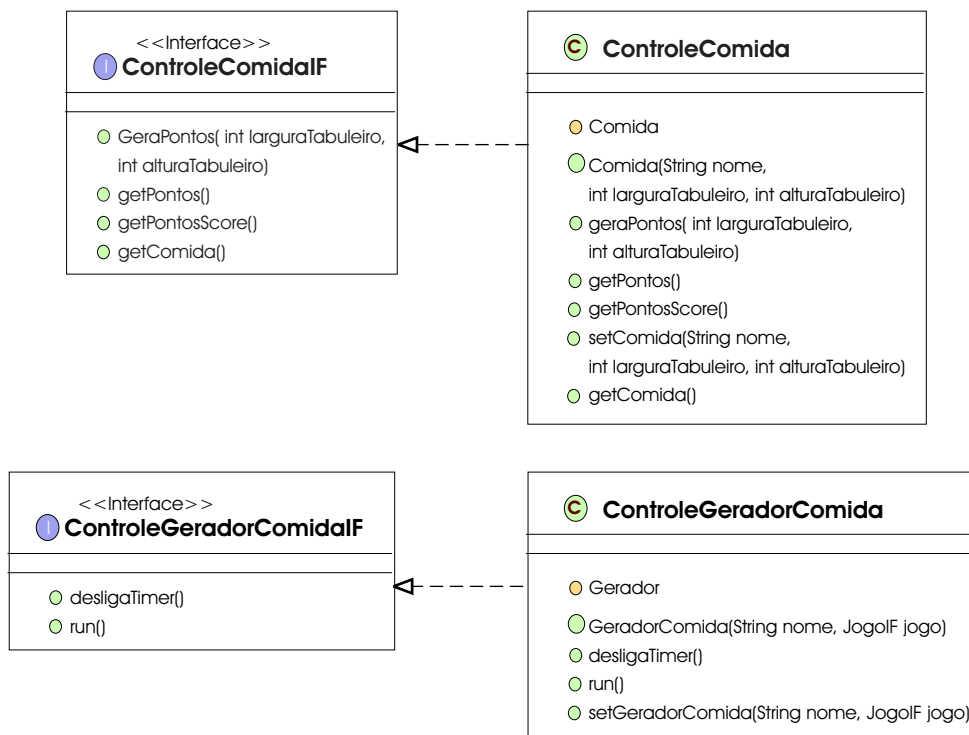 <<Interface>>
I ControleComidaIF
GeraPontos( int larguraTabuleiro,
int alturaTabuleiro)
getPontos()
getPontosScore()
getComida()
C ControleComida
Comida
Comida(String nome,
int larguraTabuleiro, int alturaTabuleiro)
geraPontos( int larguraTabuleiro,
int alturaTabuleiro)
getPontos()
getPontosScore()
setComida(String nome,
int larguraTabuleiro, int alturaTabuleiro)
getComida()
<<Interface>>
I ControleGeradorComidaIF
desligaTimer()
run()
C ControleGeradorComida
Gerador
GeradorComida(String nome, JogoIF jogo)
desligaTimer()
run()
setGeradorComida(String nome, JogoIF jogo)